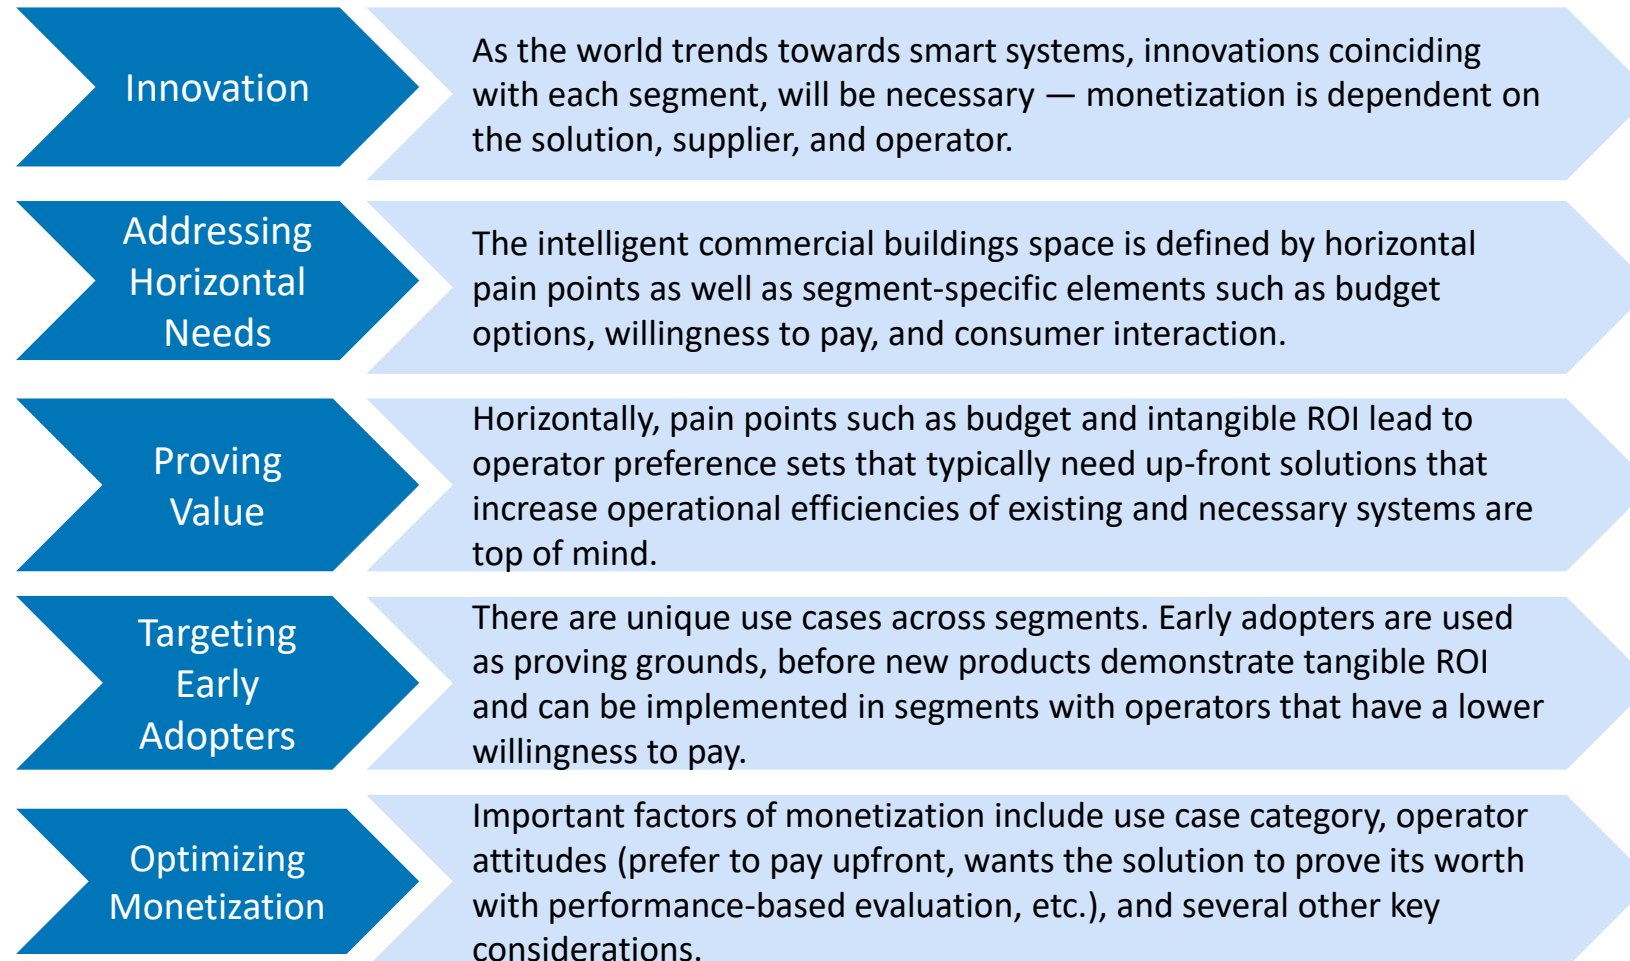 Innovation
As the world trends towards smart systems, innovations coinciding
with each segment, will be necessary — monetization is dependent on
the solution, supplier, and operator.
Addressing
Horizontal
Needs
The intelligent commercial buildings space is defined by horizontal
pain points as well as segment-specific elements such as budget
options, willingness to pay, and consumer interaction.
Proving
Value
Horizontally, pain points such as budget and intangible ROI lead to
operator preference sets that typically need up-front solutions that
increase operational efficiencies of existing and necessary systems are
top of mind.
Targeting
Early
Adopters
There are unique use cases across segments. Early adopters are used
as proving grounds, before new products demonstrate tangible ROI
and can be implemented in segments with operators that have a lower
willingness to pay.
Optimizing
Monetization
Important factors of monetization include use case category, operator
attitudes (prefer to pay upfront, wants the solution to prove its worth
with performance-based evaluation, etc.), and several other key
considerations.